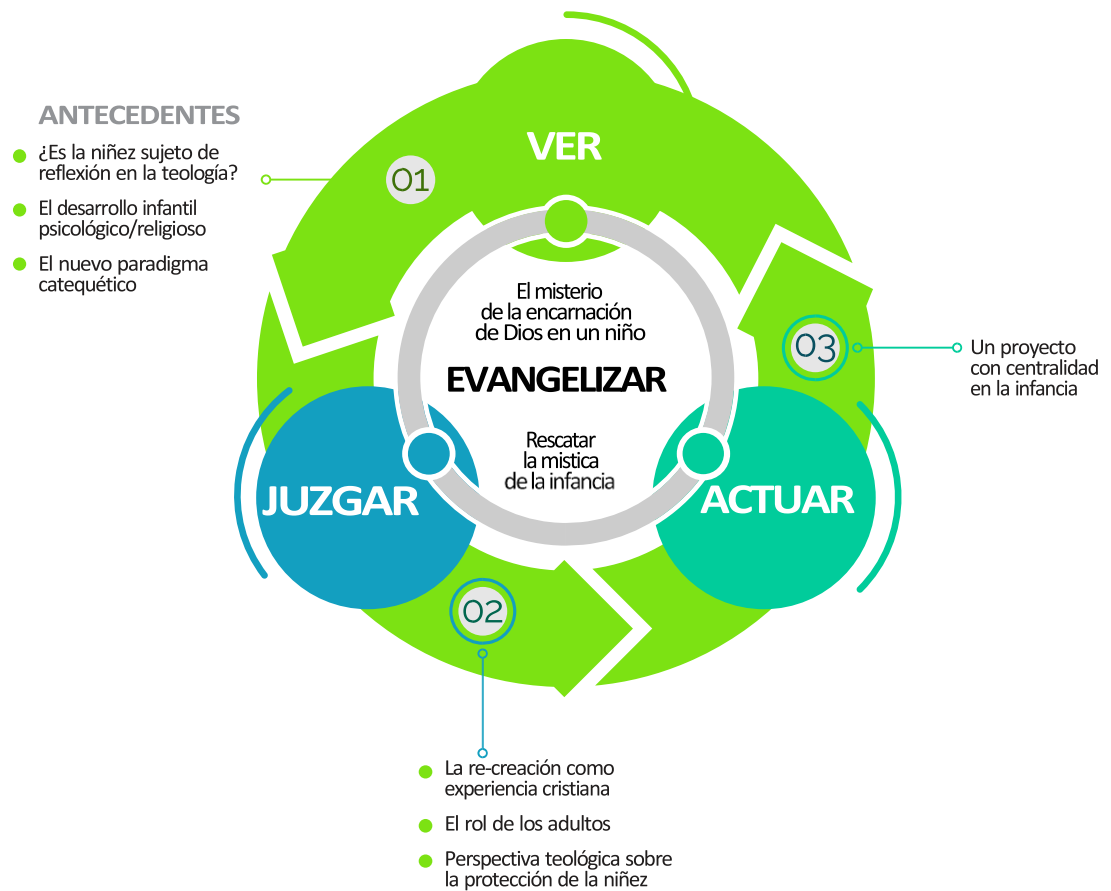 ANTECEDENTES
¿Es la niñez sujeto de
reflexión en la teología?
El desarrollo infantil
psicológico/religioso
El nuevo paradigma
catequético
01
VER
El misterio
de la encarnación
de Dios en un niño
EVANGELIZAR
Rescatar
la mistica
de la infancia
03
Un proyecto
con centralidad
en la infancia
JUZGAR
ACTUAR
02
La re-creación como
experiencia cristiana
El rol de los adultos
Perspectiva teológica sobre
la protección de la niñez